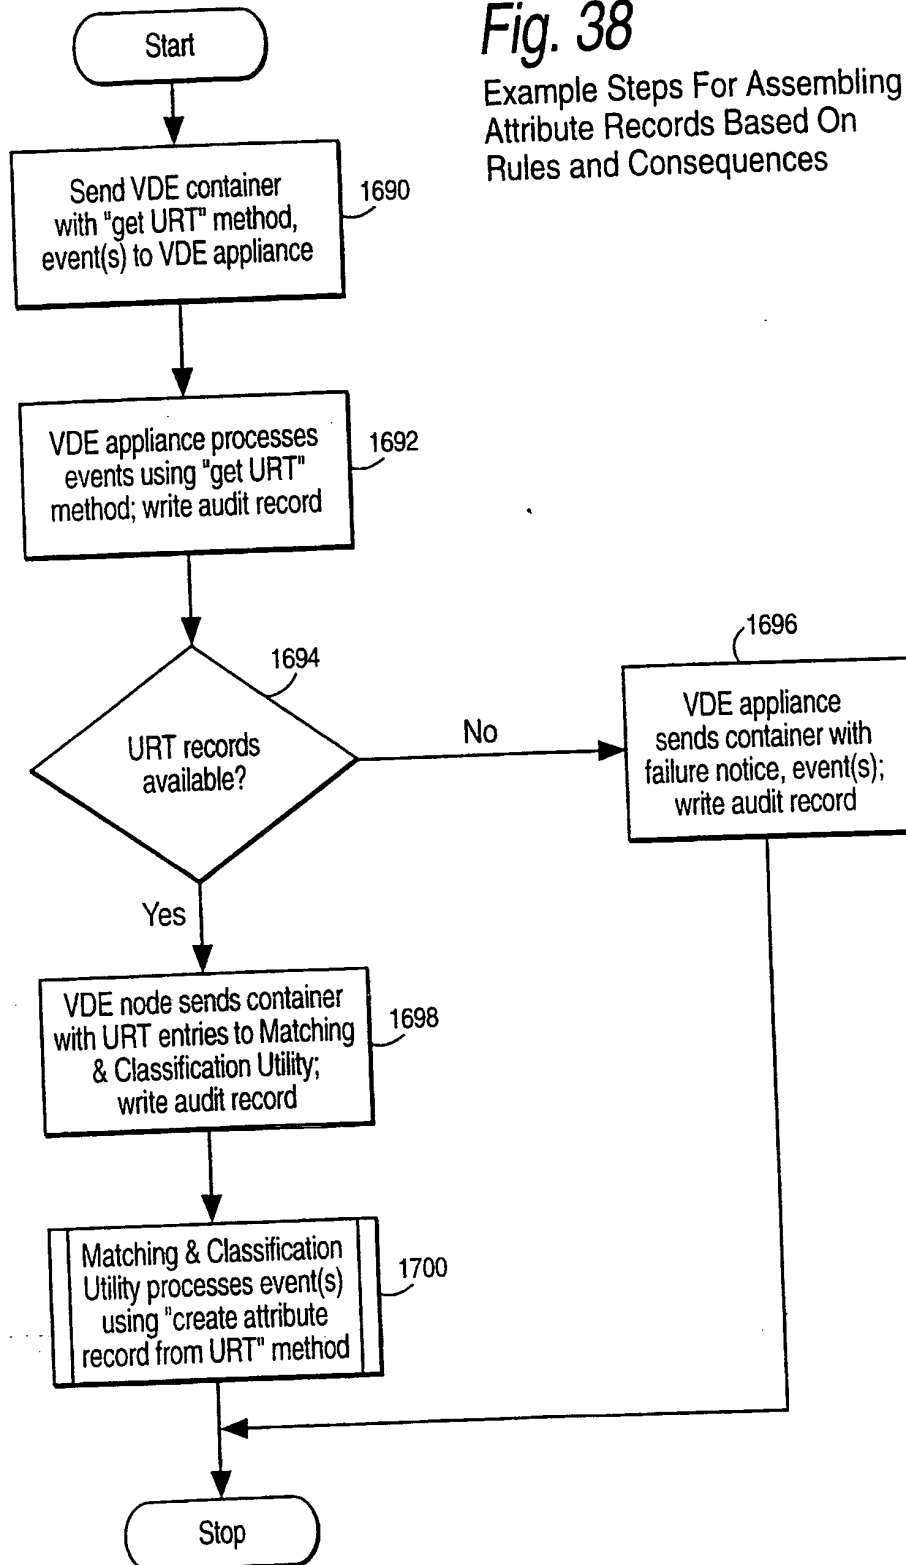 Fig. 38
Example Steps For Assembling
Attribute Records Based On
Rules and Consequences
Start
Send VDE container
with "get URT" method,
event(s) to VDE appliance
1690
VDE appliance processes
events using "get URT"
method; write audit record
1692
URT records
available?
1694
No
VDE appliance
sends container with
failure notice, event(s);
write audit record
1696
Yes
VDE node sends container
with URT entries to Matching
& Classification Utility;
write audit record
1698
Matching & Classification
Utility processes event(s)
using "create attribute
record from URT" method
1700
Stop